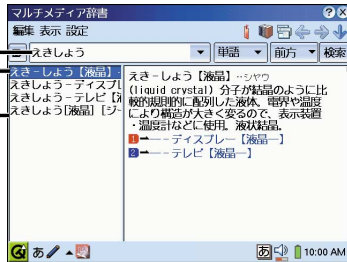 マルチメディア辞書
編集 表示 設定
えきしよう 単語 前方 検索
えき‐しよう【液晶】‥
えきしよう‐ディスプレ
えきしよう‐テレビ【液
えきしよう[液晶]【ジ‐
えき‐しよう【液晶】‥シヤウ
(liquid crystal) 分子が結晶のように比
較的規則的に配列した液体。電界や温度
により構造が大きく変るので、表示装置
・温度計などに使用。液状結晶。
1 ➡―‐ディスプレー【液晶―】
2 ➡―‐テレビ【液晶―】
あ あ 10:00 AM